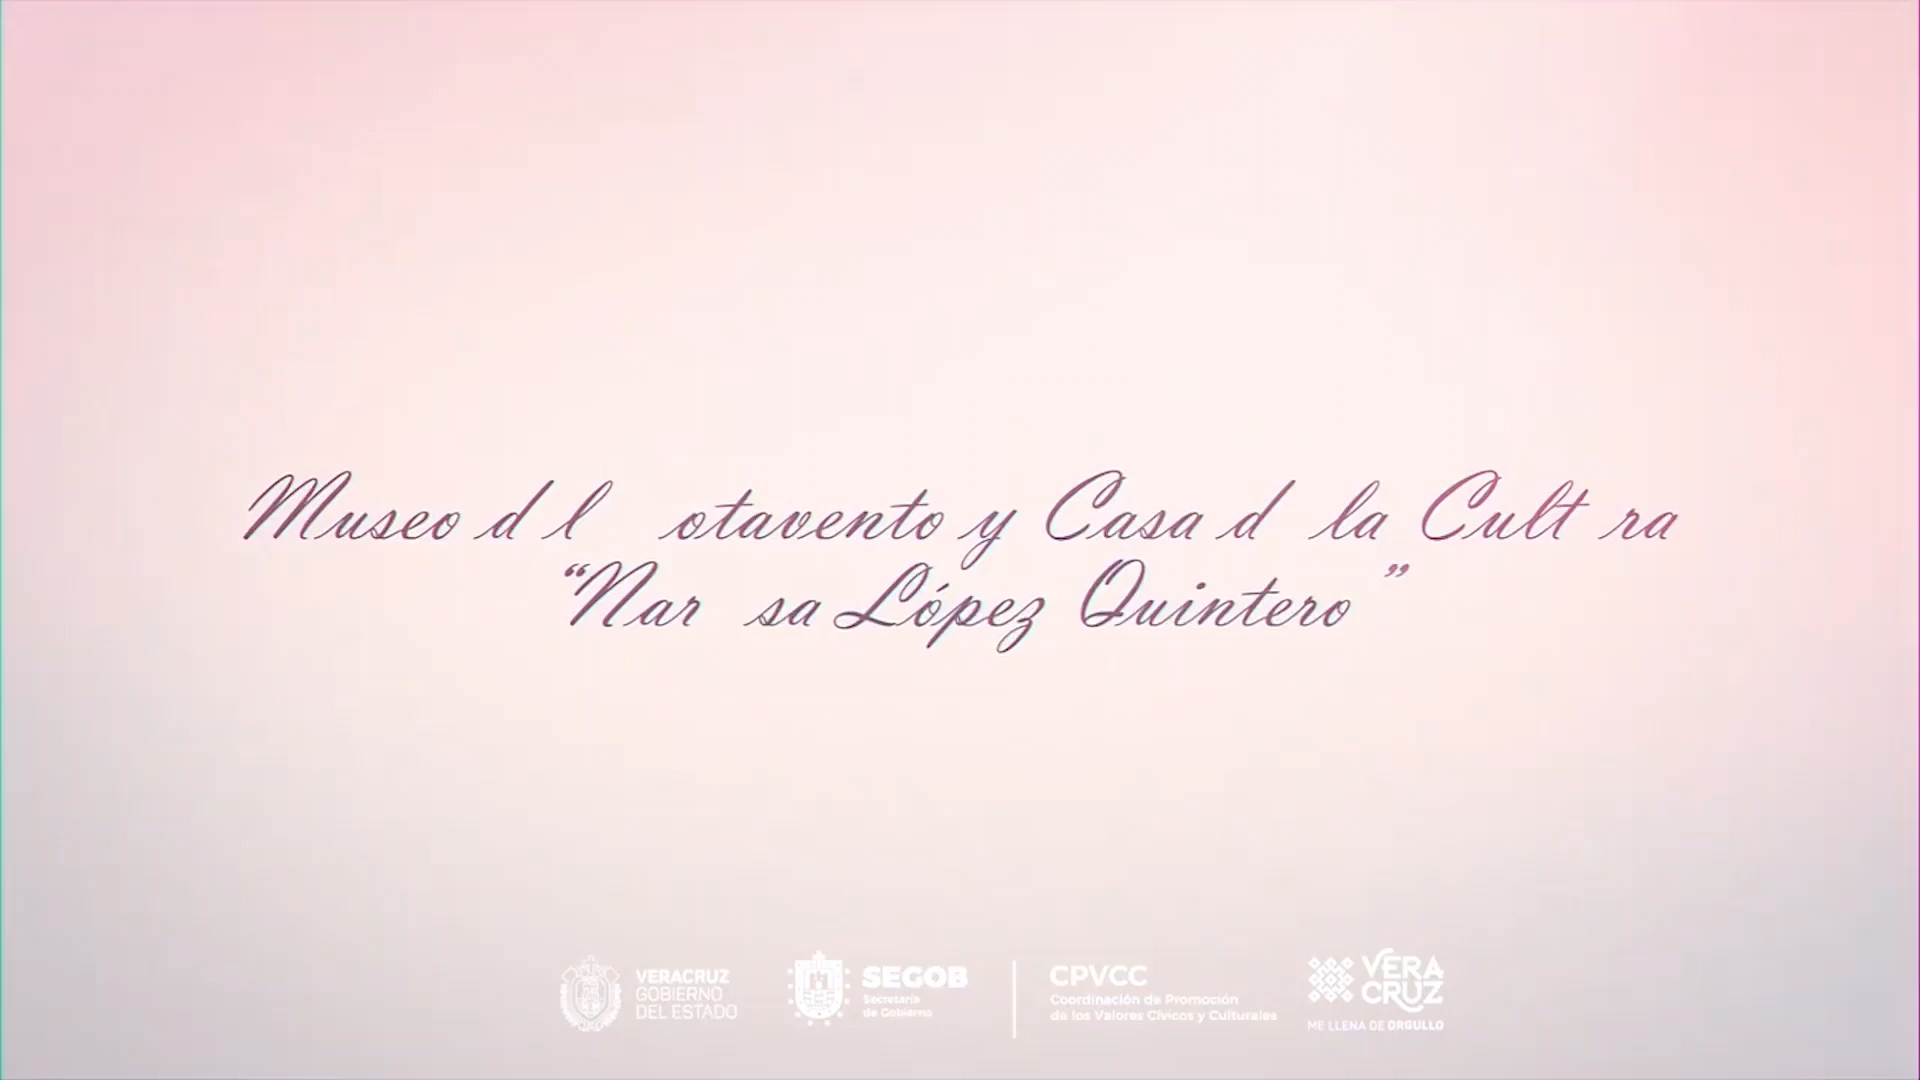 Museo d l otavento y Casa d la Cult ra
“Nar sa López Quintero ”
VERACRUZ
GOBIERNO
DEL ESTADO
SEGOB
Secretaría
de Gobierno
CPVCC
Coordinación de Promoción
de los Valores Cívicos y Culturales
VERA
CRUZ
ME LLENA DE ORGULLO